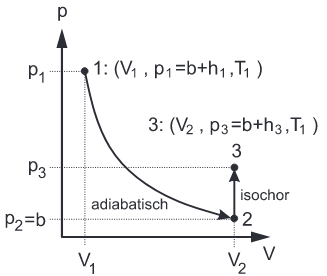 p
p₁
1: (V₁ , p₁=b+h₁,T₁ )
3: (V₂ , p₃=b+h₃,T₁ )
3
p₃
isochor
adiabatisch
p₂=b
2
V₁
V₂
V